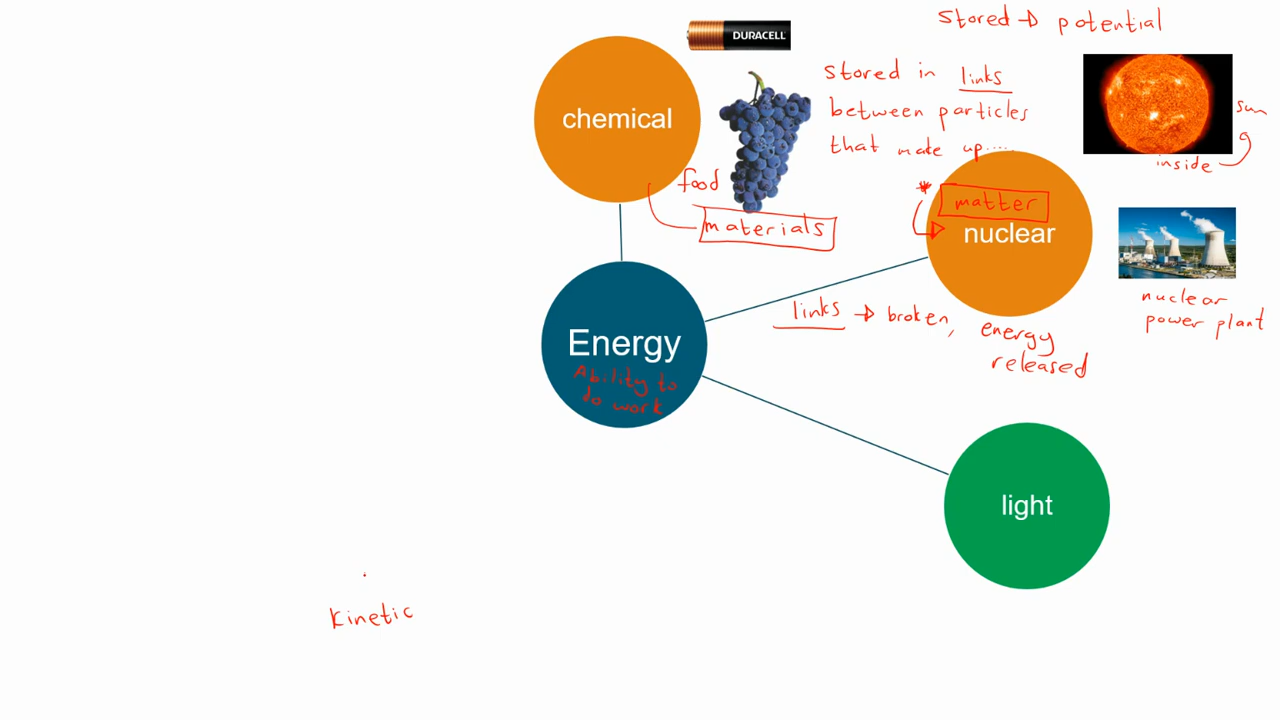 stored → potential
DURACELL
chemical
stored in links
between particles
that make up....
sun
inside
food
materials
* matter
nuclear
Energy
Ability to
do work
links → broken,
energy
released
nuclear
power plant
light
kinetic